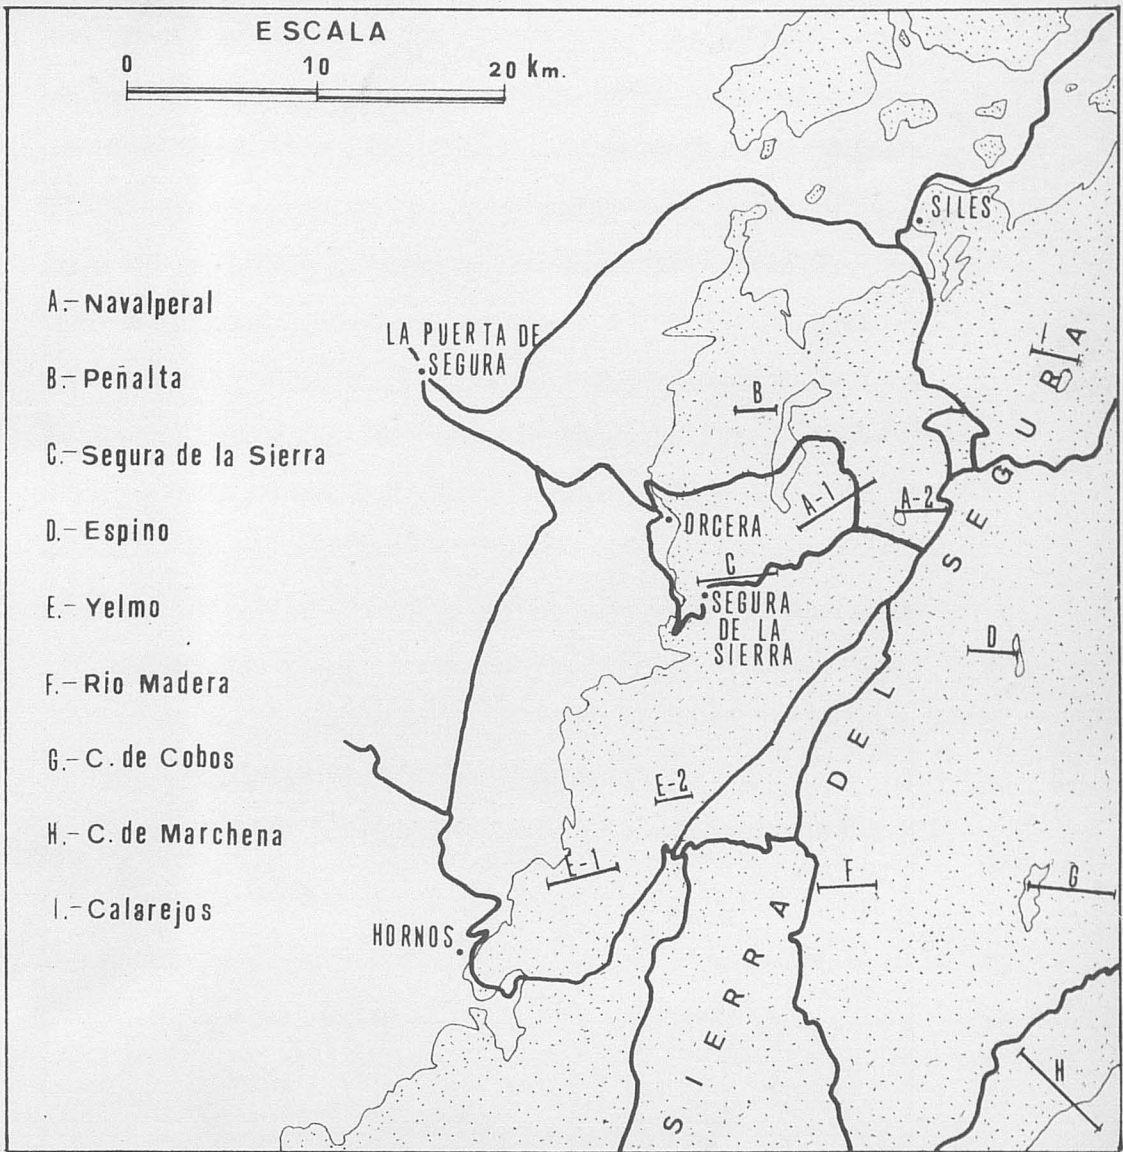 ESCALA
0 10 20 km.
SILES
A.- Navalperal
LA PUERTA DE
SEGURA
B.- Peñalta
B
C.- Segura de la Sierra
A-1
A-2
D.- Espino
ORCERA
C
E.- Yelmo
SEGURA
DE LA
SIERRA
D
F.- Rio Madera
G.- C. de Cobos
E-2
H.- C. de Marchena
E-1
F
G
I.- Calarejos
HORNOS
H
I
SIERRA DEL SEGURA